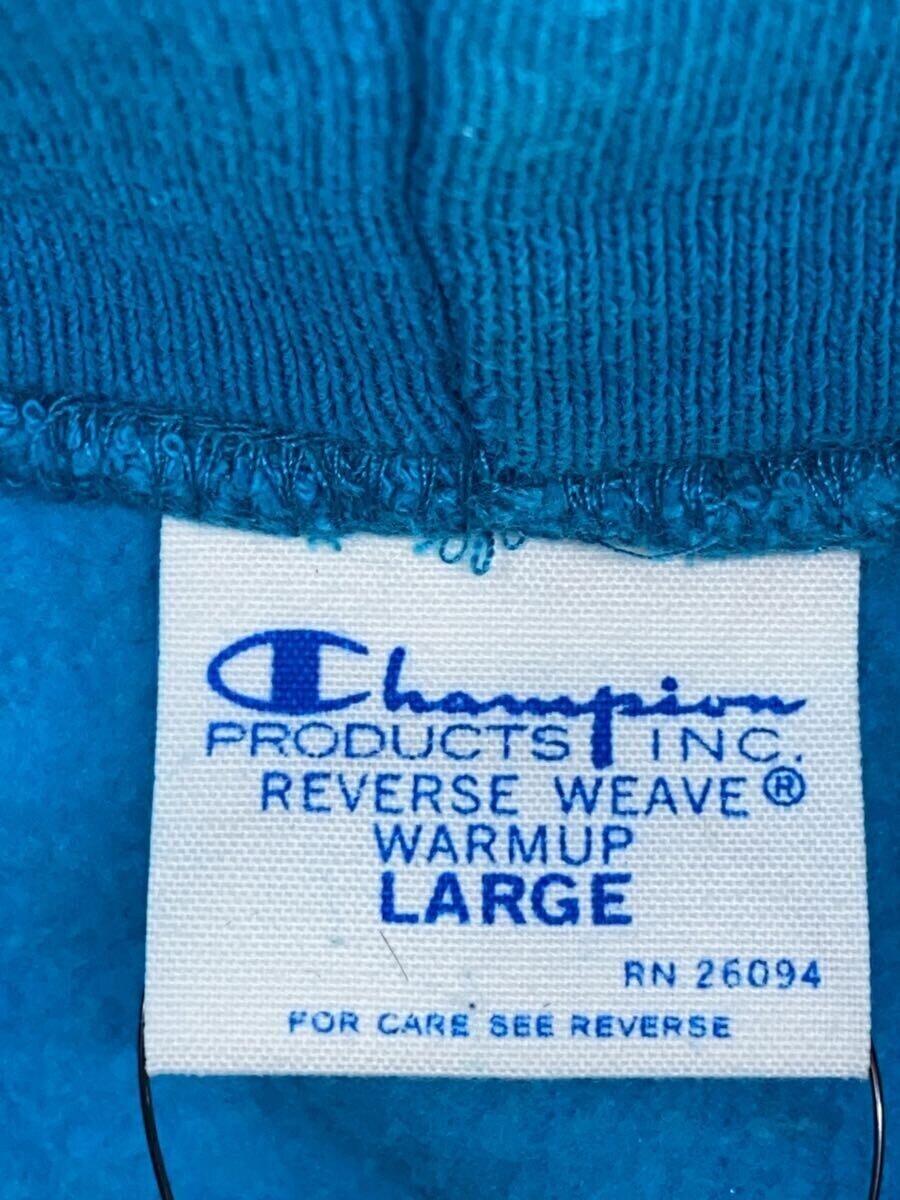 Champion
PRODUCTS INC.
REVERSE WEAVE®
WARMUP
LARGE
RN 26094
FOR CARE SEE REVERSE